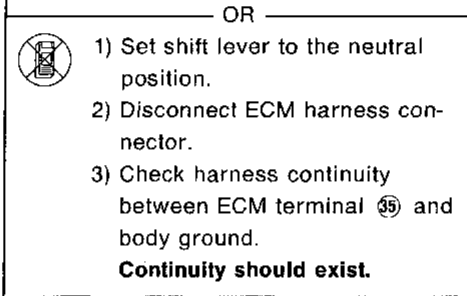 OR
1) Set shift lever to the neutral
position.
2) Disconnect ECM harness con-
nector.
3) Check harness continuity
between ECM terminal ㉟ and
body ground.
Continuity should exist.